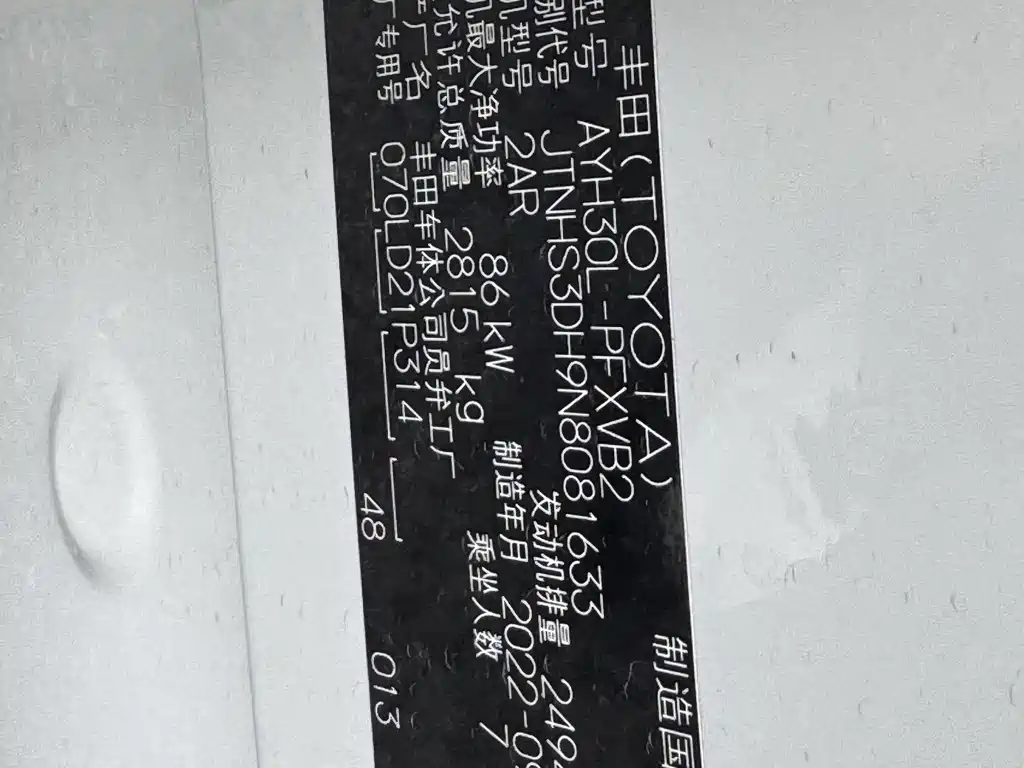 丰田(TOYOTA) 制造国
型号 AYH30L-PFXVB2
别代号 JTNHS3DH9N8081633
机型号 2AR 发动机排量 249
机最大净功率 86 kW 制造年月 2022-09
允许总质量 2815 kg 乘坐人数 7
厂名 丰田车体公司员弁工厂
厂专用号 070LD21P314 48 013